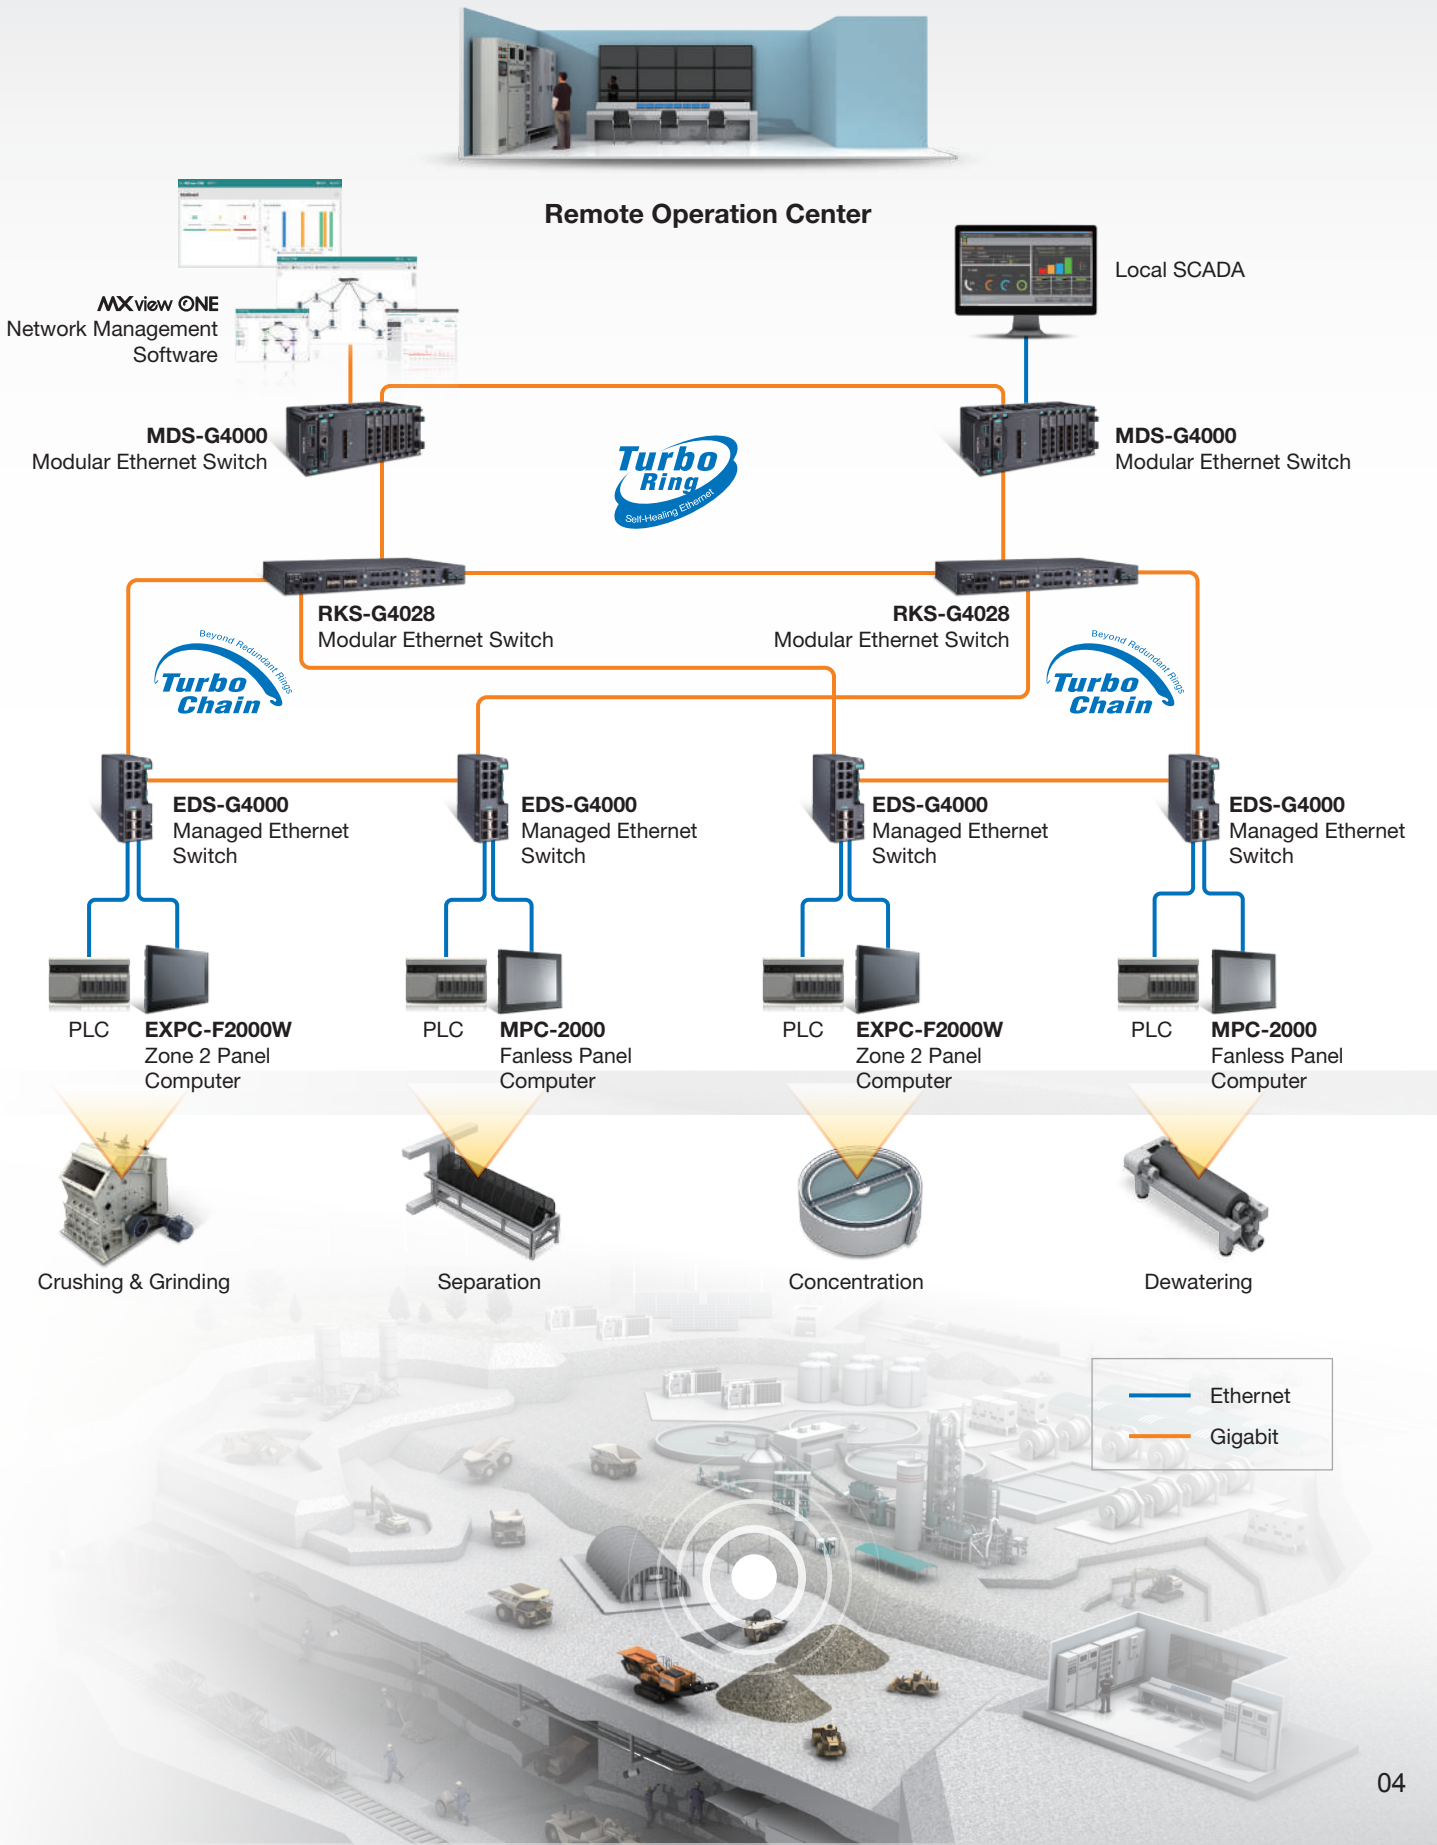 Remote Operation Center
MXview ONE
Network Management
Software
Local SCADA
MDS-G4000
Modular Ethernet Switch
MDS-G4000
Modular Ethernet Switch
Turbo
Ring
Self-Healing Ethernet
RKS-G4028
Modular Ethernet Switch
RKS-G4028
Modular Ethernet Switch
Beyond Redundant Rings
Turbo
Chain
Beyond Redundant Rings
Turbo
Chain
EDS-G4000
Managed Ethernet
Switch
EDS-G4000
Managed Ethernet
Switch
EDS-G4000
Managed Ethernet
Switch
EDS-G4000
Managed Ethernet
Switch
PLC
EXPC-F2000W
Zone 2 Panel
Computer
PLC
MPC-2000
Fanless Panel
Computer
PLC
EXPC-F2000W
Zone 2 Panel
Computer
PLC
MPC-2000
Fanless Panel
Computer
Crushing & Grinding
Separation
Concentration
Dewatering
Ethernet
Gigabit
04